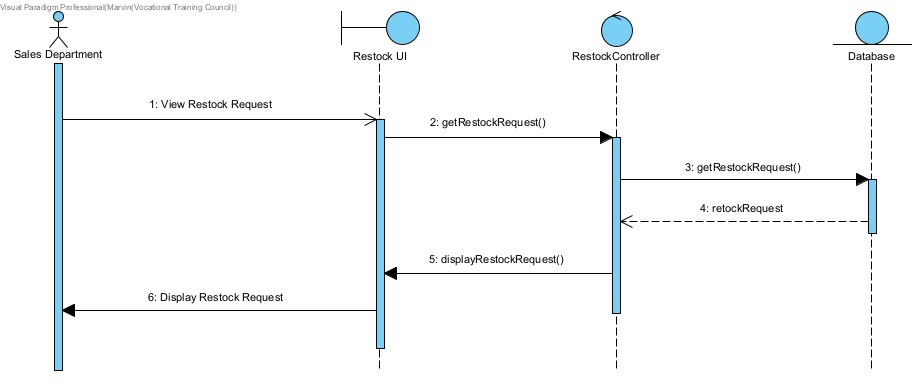 Visual Paradigm Professional(Marvin(Vocational Training Council))
Sales Department
Restock UI
RestockController
Database
1: View Restock Request
2: getRestockRequest()
3: getRestockRequest()
4: retockRequest
5: displayRestockRequest()
6: Display Restock Request